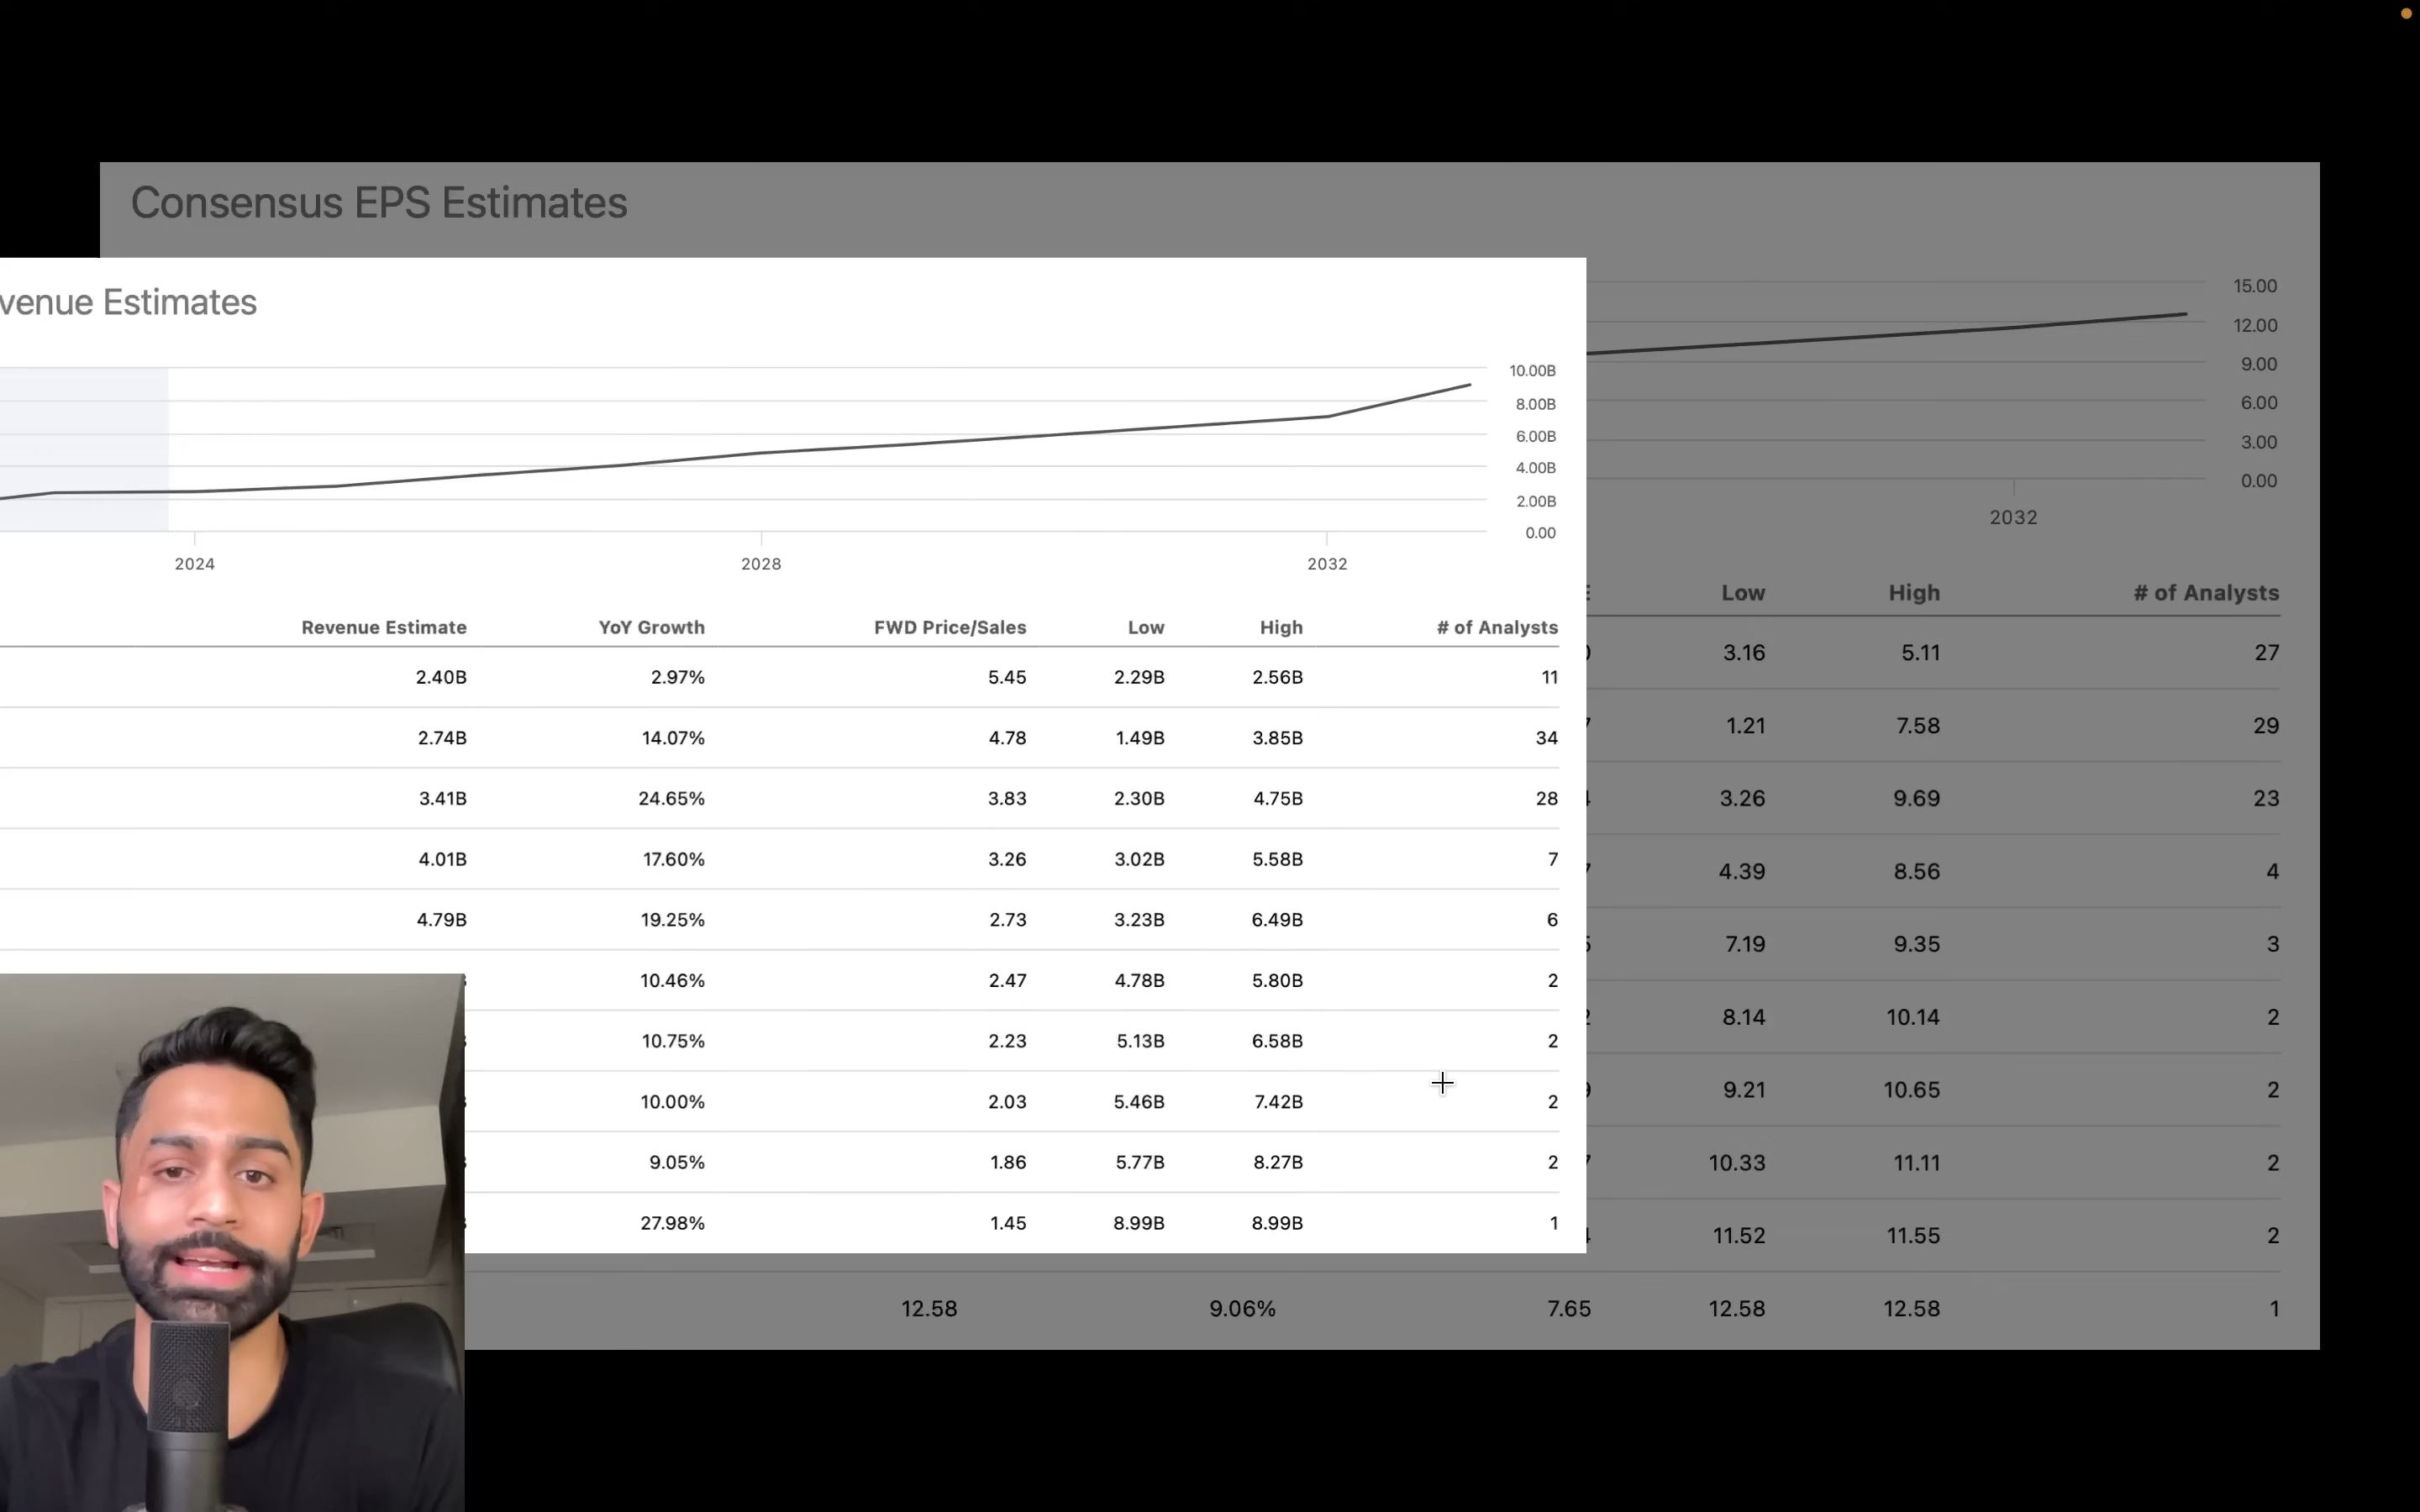 Consensus EPS Estimates
venue Estimates
15.00
12.00
9.00
6.00
3.00
0.00
2032
10.00B
8.00B
6.00B
4.00B
2.00B
0.00
2024 2028 2032
Revenue Estimate YoY Growth FWD Price/Sales Low High # of Analysts
2.40B 2.97% 5.45 2.29B 2.56B 11
2.74B 14.07% 4.78 1.49B 3.85B 34
3.41B 24.65% 3.83 2.30B 4.75B 28
4.01B 17.60% 3.26 3.02B 5.58B 7
4.79B 19.25% 2.73 3.23B 6.49B 6
10.46% 2.47 4.78B 5.80B 2
10.75% 2.23 5.13B 6.58B 2
10.00% 2.03 5.46B 7.42B 2
9.05% 1.86 5.77B 8.27B 2
27.98% 1.45 8.99B 8.99B 1
Low High # of Analysts
3.16 5.11 27
1.21 7.58 29
3.26 9.69 23
4.39 8.56 4
7.19 9.35 3
8.14 10.14 2
9.21 10.65 2
10.33 11.11 2
11.52 11.55 2
12.58 9.06% 7.65 12.58 12.58 1